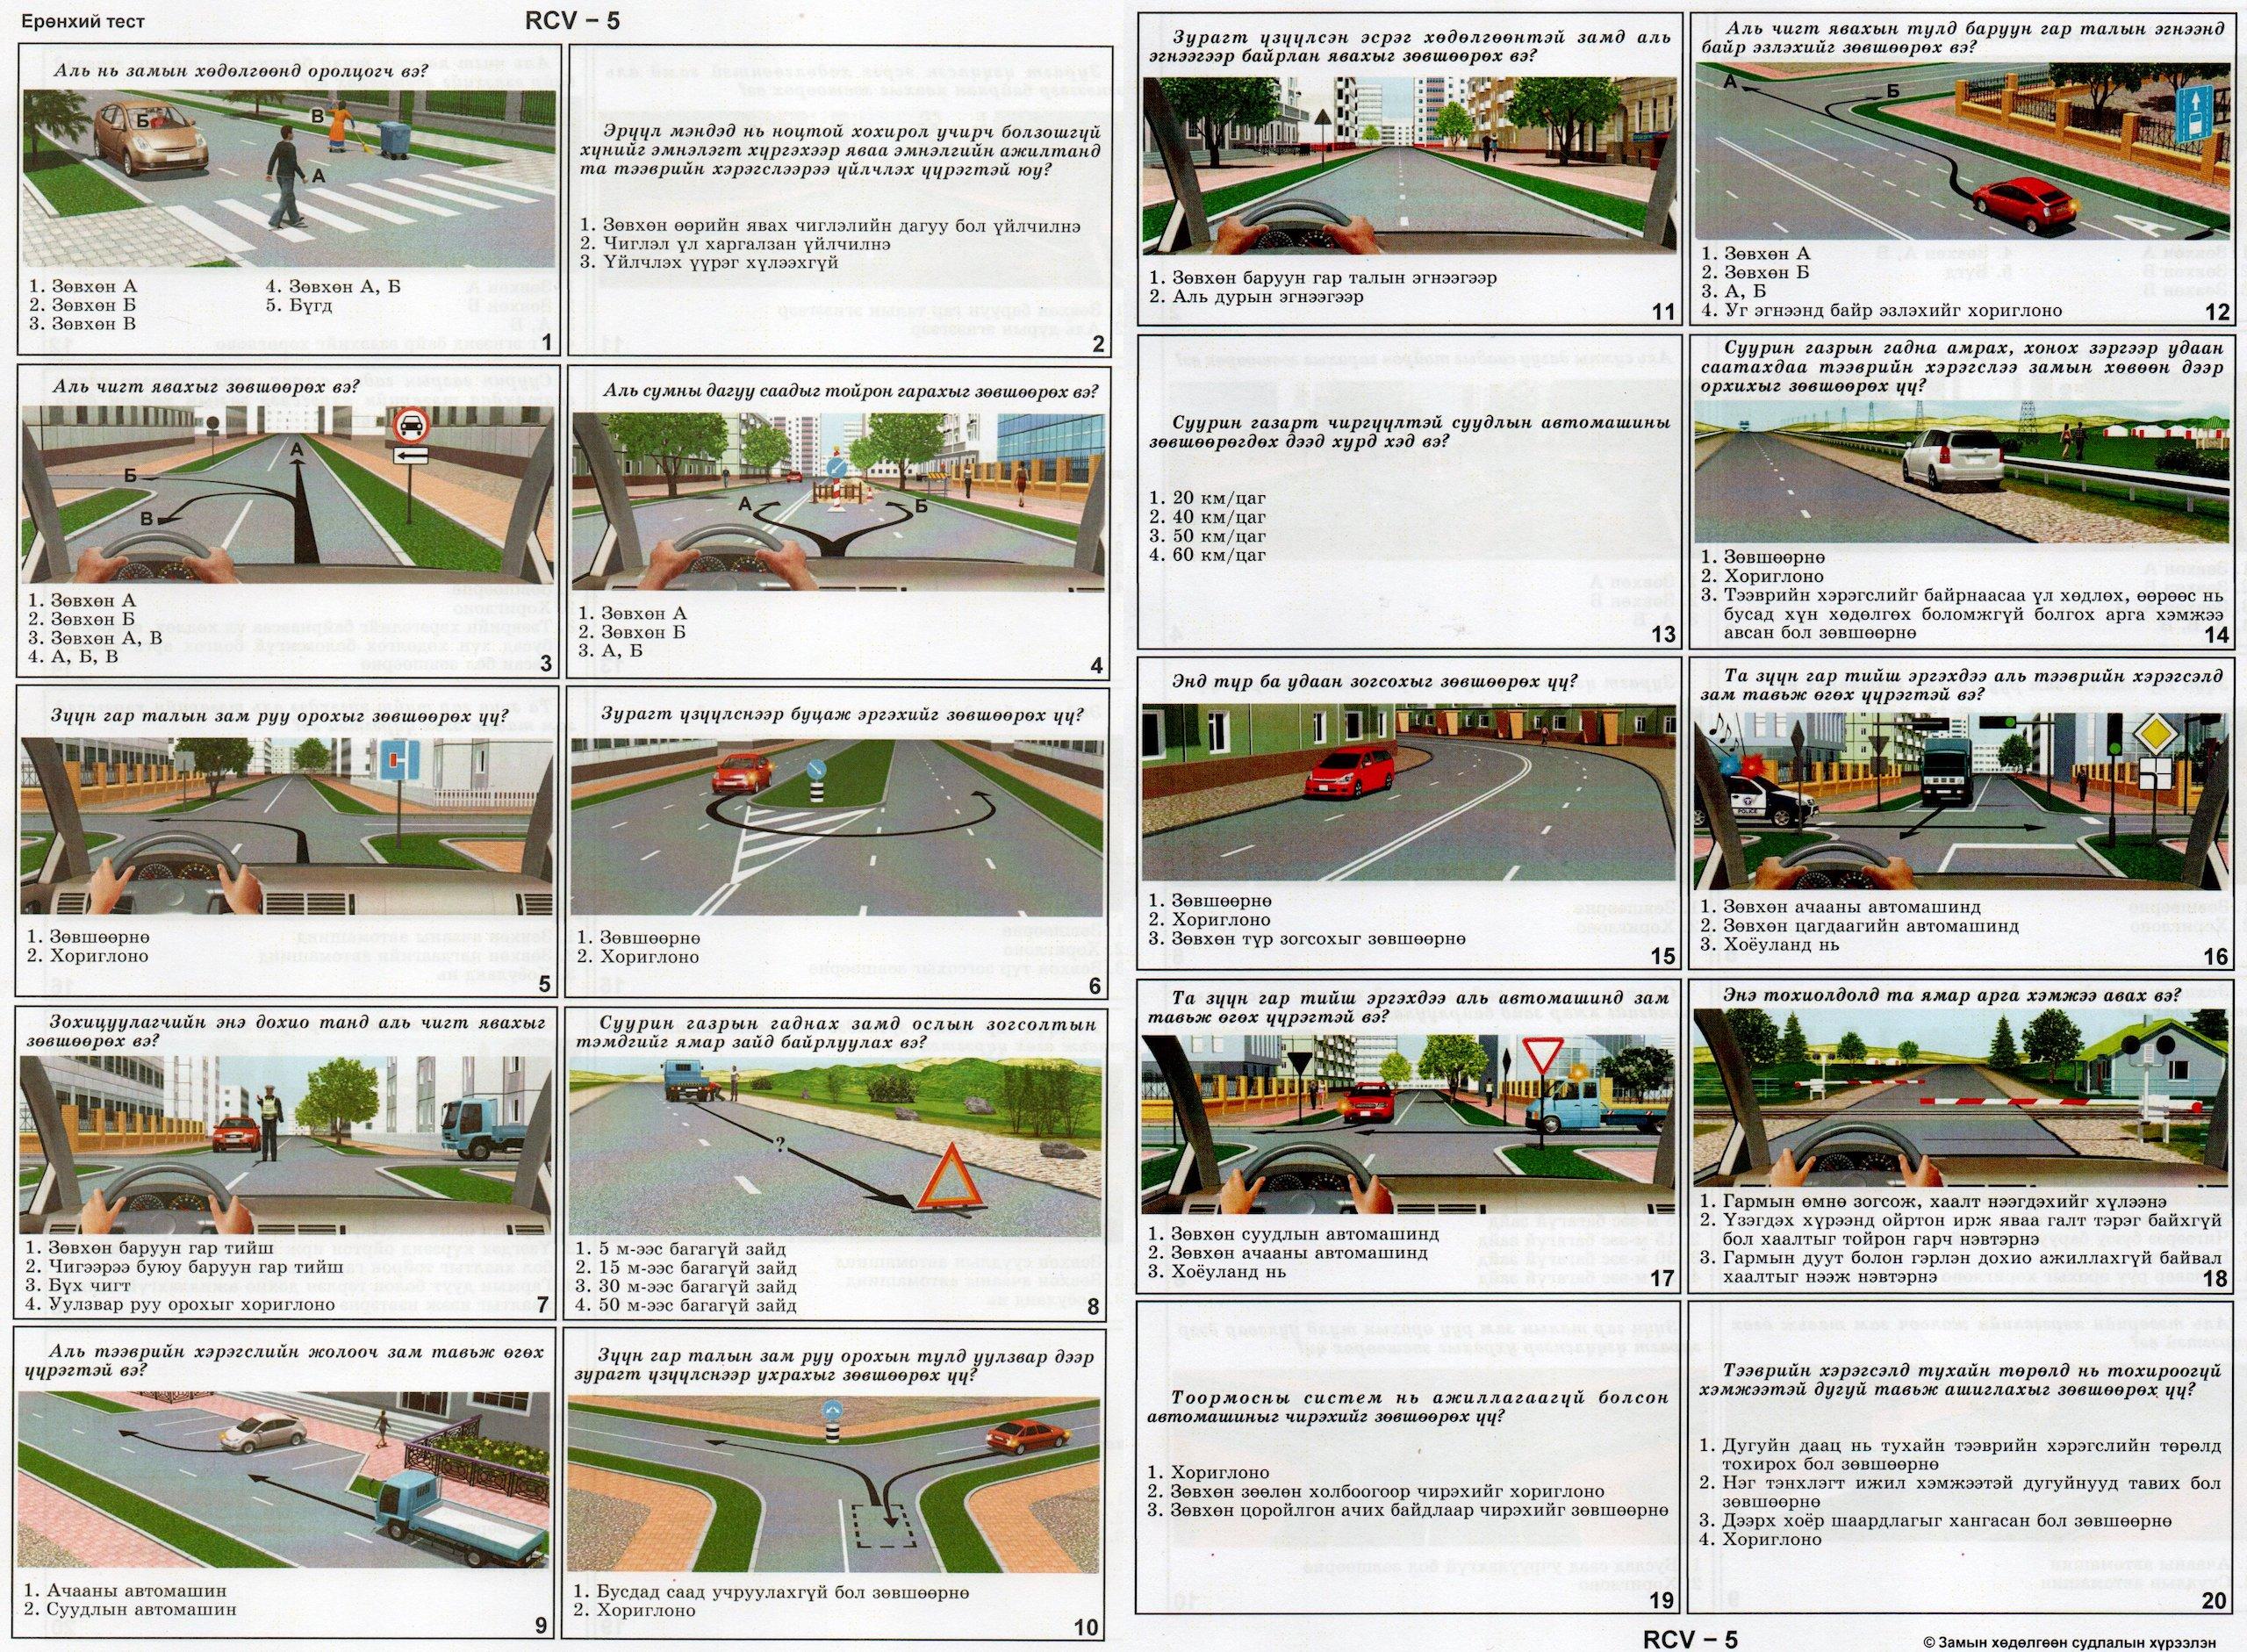 Ерөнхий тест
RCV – 5
Аль нь замын хөдөлгөөнд оролцогч вэ?
Б
В
А
1. Зөвхөн А
2. Зөвхөн Б
3. Зөвхөн В
4. Зөвхөн А, Б
5. Бүгд
1
Эрүүл мэндэд нь ноцтой хохирол учирч болзошгүй
хүнийг эмнэлэгт хүргэхээр яваа эмнэлгийн ажилтанд
та тээврийн хэрэгслээрээ үйлчлэх үүрэгтэй юу?
1. Зөвхөн өөрийн явах чиглэлийн дагуу бол үйлчилнэ
2. Чиглэл үл харгалзан үйлчилнэ
3. Үйлчлэх үүрэг хүлээхгүй
2
Аль чигт явахыг зөвшөөрөх вэ?
А
Б
В
1. Зөвхөн А
2. Зөвхөн Б
3. Зөвхөн А, В
4. А, Б, В
3
Аль сумны дагуу саадыг тойрон гарахыг зөвшөөрөх вэ?
А
Б
1. Зөвхөн А
2. Зөвхөн Б
3. А, Б
4
Зүүн гар талын зам руу орохыг зөвшөөрөх үү?
1. Зөвшөөрнө
2. Хориглоно
5
Зурагт үзүүлснээр буцаж эргэхийг зөвшөөрөх үү?
1. Зөвшөөрнө
2. Хориглоно
6
Зохицуулагчийн энэ дохио танд аль чигт явахыг
зөвшөөрөх вэ?
1. Зөвхөн баруун гар тийш
2. Чигээрээ буюу баруун гар тийш
3. Бүх чигт
4. Уулзвар руу орохыг хориглоно
7
Суурин газрын гаднах замд ослын зогсолтын
тэмдгийг ямар зайд байрлуулах вэ?
?
1. 5 м-ээс багагүй зайд
2. 15 м-ээс багагүй зайд
3. 30 м-ээс багагүй зайд
4. 50 м-ээс багагүй зайд
8
Аль тээврийн хэрэгслийн жолооч зам тавьж өгөх
үүрэгтэй вэ?
1. Ачааны автомашин
2. Суудлын автомашин
9
Зүүн гар талын зам руу орохын тулд уулзвар дээр
зурагт үзүүлснээр ухрахыг зөвшөөрөх үү?
1. Бусдад саад учруулахгүй бол зөвшөөрнө
2. Хориглоно
10
Зурагт үзүүлсэн эсрэг хөдөлгөөнтэй замд аль
эгнээгээр байрлан явахыг зөвшөөрөх вэ?
1. Зөвхөн баруун гар талын эгнээгээр
2. Аль дурын эгнээгээр
11
Аль чигт явахын тулд баруун гар талын эгнээнд
байр эзлэхийг зөвшөөрөх вэ?
А
Б
А
1. Зөвхөн А
2. Зөвхөн Б
3. А, Б
4. Уг эгнээнд байр эзлэхийг хориглоно
12
Суурин газарт чиргүүлтэй суудлын автомашины
зөвшөөрөгдөх дээд хурд хэд вэ?
1. 20 км/цаг
2. 40 км/цаг
3. 50 км/цаг
4. 60 км/цаг
13
Суурин газрын гадна амрах, хонох зэргээр удаан
саатахдаа тээврийн хэрэгслээ замын хөвөөн дээр
орхихыг зөвшөөрөх үү?
1. Зөвшөөрнө
2. Хориглоно
3. Тээврийн хэрэгслийг байрнаасаа үл хөдлөх, өөрөөс нь
бусад хүн хөдөлгөх боломжгүй болгох арга хэмжээ
авсан бол зөвшөөрнө
14
Энд түр ба удаан зогсохыг зөвшөөрөх үү?
1. Зөвшөөрнө
2. Хориглоно
3. Зөвхөн түр зогсохыг зөвшөөрнө
15
Та зүүн гар тийш эргэхдээ аль тээврийн хэрэгсэлд
зам тавьж өгөх үүрэгтэй вэ?
POLICE
1. Зөвхөн ачааны автомашинд
2. Зөвхөн цагдаагийн автомашинд
3. Хоёуланд нь
16
Та зүүн гар тийш эргэхдээ аль автомашинд зам
тавьж өгөх үүрэгтэй вэ?
1. Зөвхөн суудлын автомашинд
2. Зөвхөн ачааны автомашинд
3. Хоёуланд нь
17
Энэ тохиолдолд та ямар арга хэмжээ авах вэ?
1. Гармын өмнө зогсож, хаалт нээгдэхийг хүлээнэ
2. Үзэгдэх хүрээнд ойртон ирж яваа галт тэрэг байхгүй
бол хаалтыг тойрон гарч нэвтэрнэ
3. Гармын дуут болон гэрлэн дохио ажиллахгүй байвал
хаалтыг нээж нэвтэрнэ
18
Тоормосны систем нь ажиллагаагүй болсон
автомашиныг чирэхийг зөвшөөрөх үү?
1. Хориглоно
2. Зөвхөн зөөлөн холбоогоор чирэхийг хориглоно
3. Зөвхөн цоройлгон ачих байдлаар чирэхийг зөвшөөрнө
19
Тээврийн хэрэгсэлд тухайн төрөлд нь тохироогүй
хэмжээтэй дугуй тавьж ашиглахыг зөвшөөрөх үү?
1. Дугуйн даац нь тухайн тээврийн хэрэгслийн төрөлд
тохирох бол зөвшөөрнө
2. Нэг тэнхлэгт ижил хэмжээтэй дугуйнууд тавих бол
зөвшөөрнө
3. Дээрх хоёр шаардлагыг хангасан бол зөвшөөрнө
4. Хориглоно
20
RCV – 5
© Замын хөдөлгөөн судлалын хүрээлэн